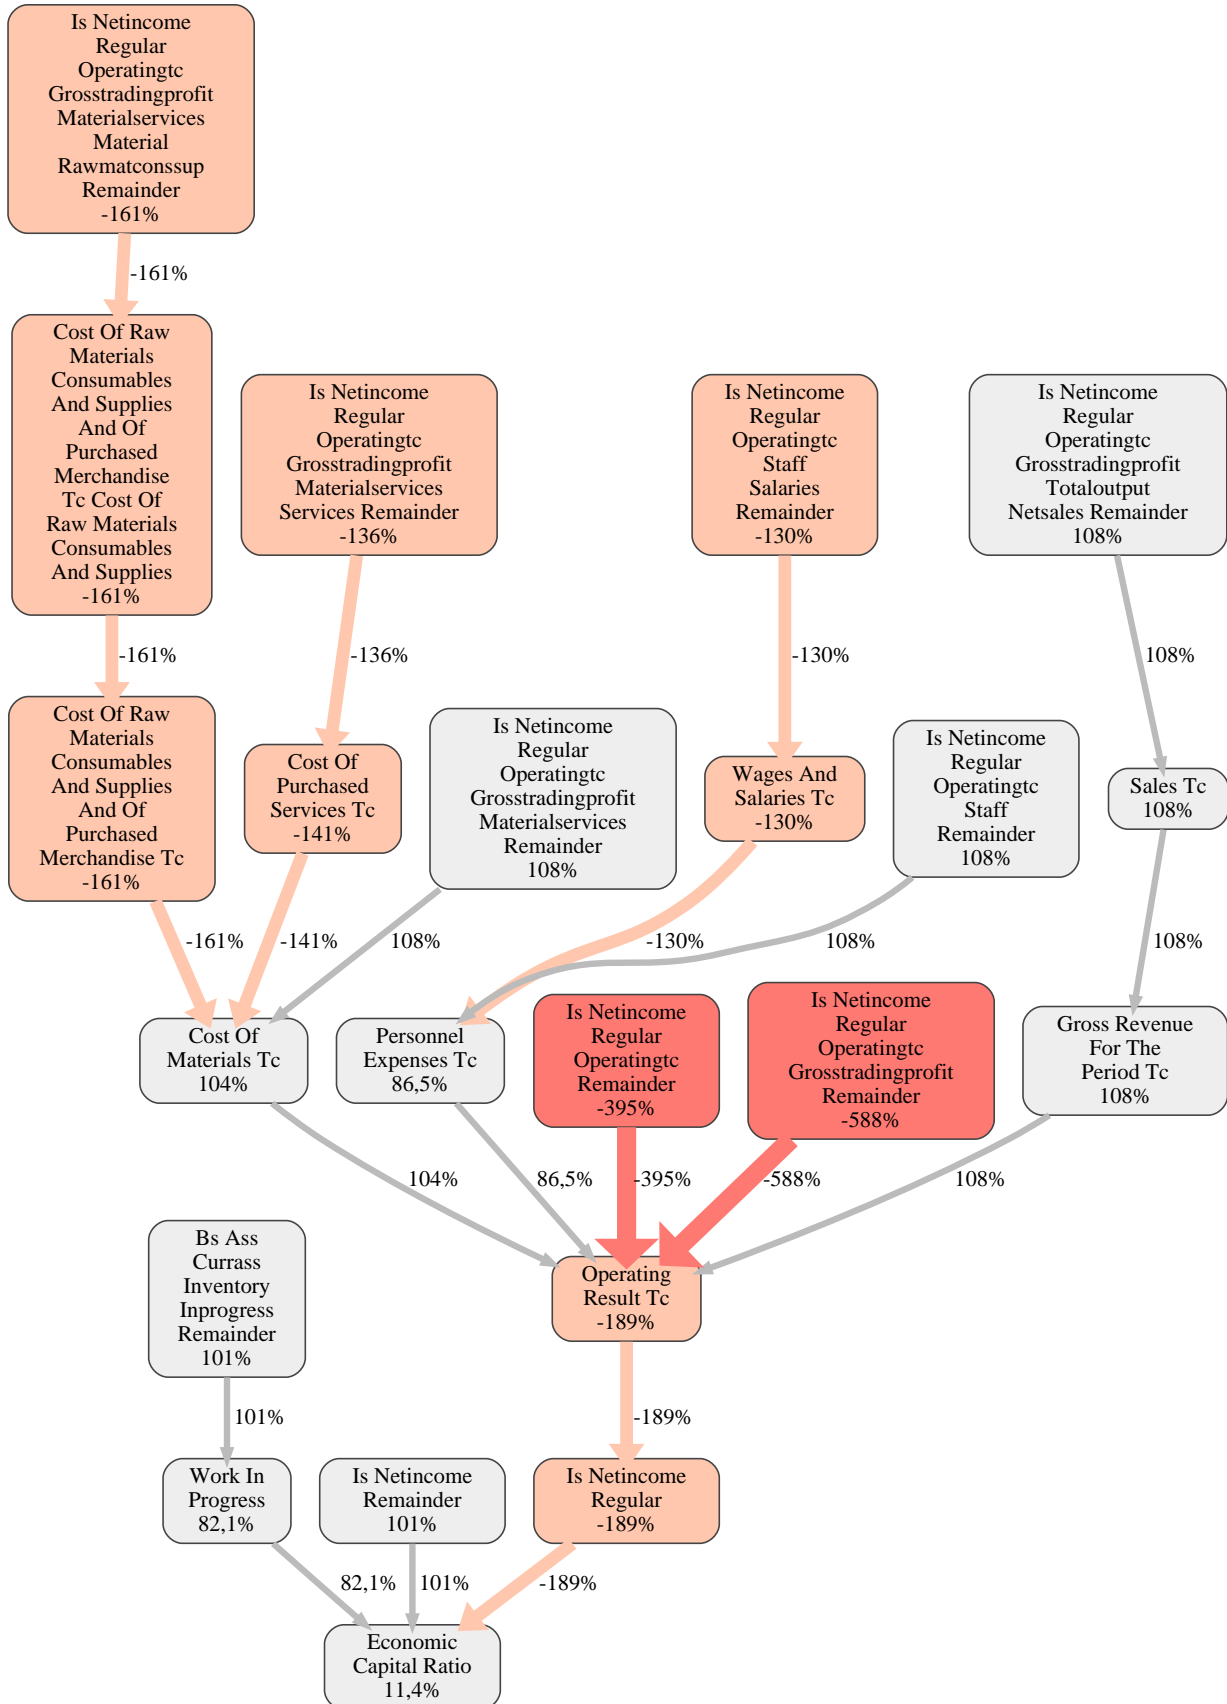 Is Netincome
Regular
Operatingtc
Grosstradingprofit
Materialservices
Material
Rawmatconssup
Remainder
-161%
-161%
Cost Of Raw
Materials
Consumables
And Supplies
And Of
Purchased
Merchandise
Tc Cost Of
Raw Materials
Consumables
And Supplies
-161%
Is Netincome
Regular
Operatingtc
Grosstradingprofit
Materialservices
Services Remainder
-136%
Is Netincome
Regular
Operatingtc
Staff
Salaries
Remainder
-130%
Is Netincome
Regular
Operatingtc
Grosstradingprofit
Totaloutput
Netsales Remainder
108%
-161%
-136%
-130%
108%
Cost Of Raw
Materials
Consumables
And Supplies
And Of
Purchased
Merchandise Tc
-161%
Cost Of
Purchased
Services Tc
-141%
Is Netincome
Regular
Operatingtc
Grosstradingprofit
Materialservices
Remainder
108%
Wages And
Salaries Tc
-130%
Is Netincome
Regular
Operatingtc
Staff
Remainder
108%
Sales Tc
108%
-161%
-141%
108%
-130%
108%
108%
Cost Of
Materials Tc
104%
Personnel
Expenses Tc
86,5%
Is Netincome
Regular
Operatingtc
Remainder
-395%
Is Netincome
Regular
Operatingtc
Grosstradingprofit
Remainder
-588%
Gross Revenue
For The
Period Tc
108%
104%
86,5%
-395%
-588%
108%
Bs Ass
Currass
Inventory
Inprogress
Remainder
101%
Operating
Result Tc
-189%
101%
-189%
Work In
Progress
82,1%
Is Netincome
Remainder
101%
Is Netincome
Regular
-189%
82,1%
101%
-189%
Economic
Capital Ratio
11,4%